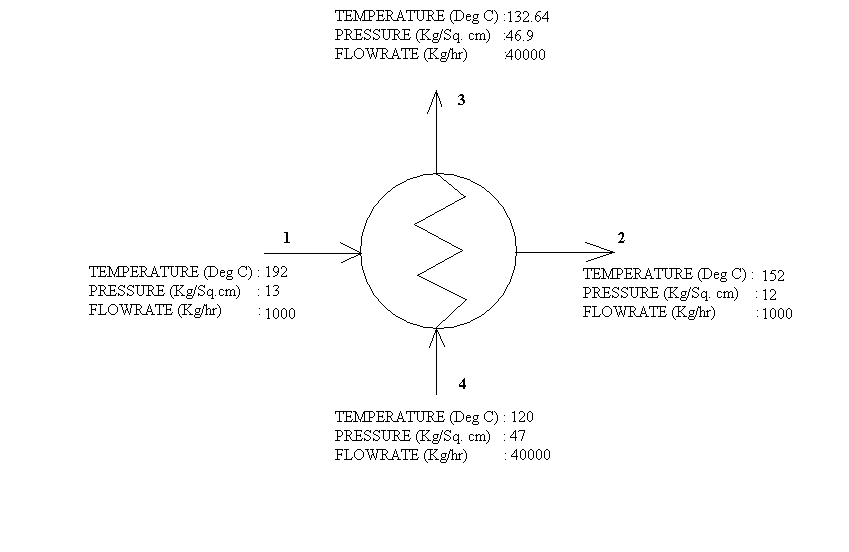 TEMPERATURE (Deg C) :132.64
PRESSURE (Kg/Sq. cm) :46.9
FLOWRATE (Kg/hr) :40000
3
1
2
TEMPERATURE (Deg C) : 192
PRESSURE (Kg/Sq.cm) : 13
FLOWRATE (Kg/hr) : 1000
TEMPERATURE (Deg C) : 152
PRESSURE (Kg/Sq. cm) : 12
FLOWRATE (Kg/hr) : 1000
4
TEMPERATURE (Deg C) : 120
PRESSURE (Kg/Sq. cm) : 47
FLOWRATE (Kg/hr) : 40000